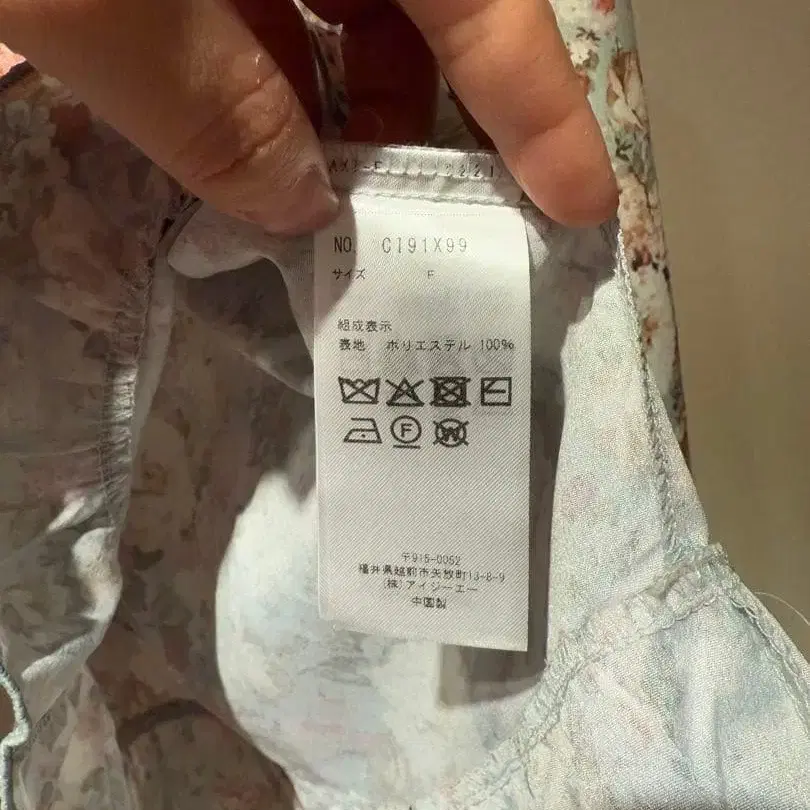 NO. CI91X99
サイズ F
組成表示
表地 ポリエステル 100%
F W
〒915-0052
福井県越前市矢放町13-8-9
(株)アイジーエー
中国製